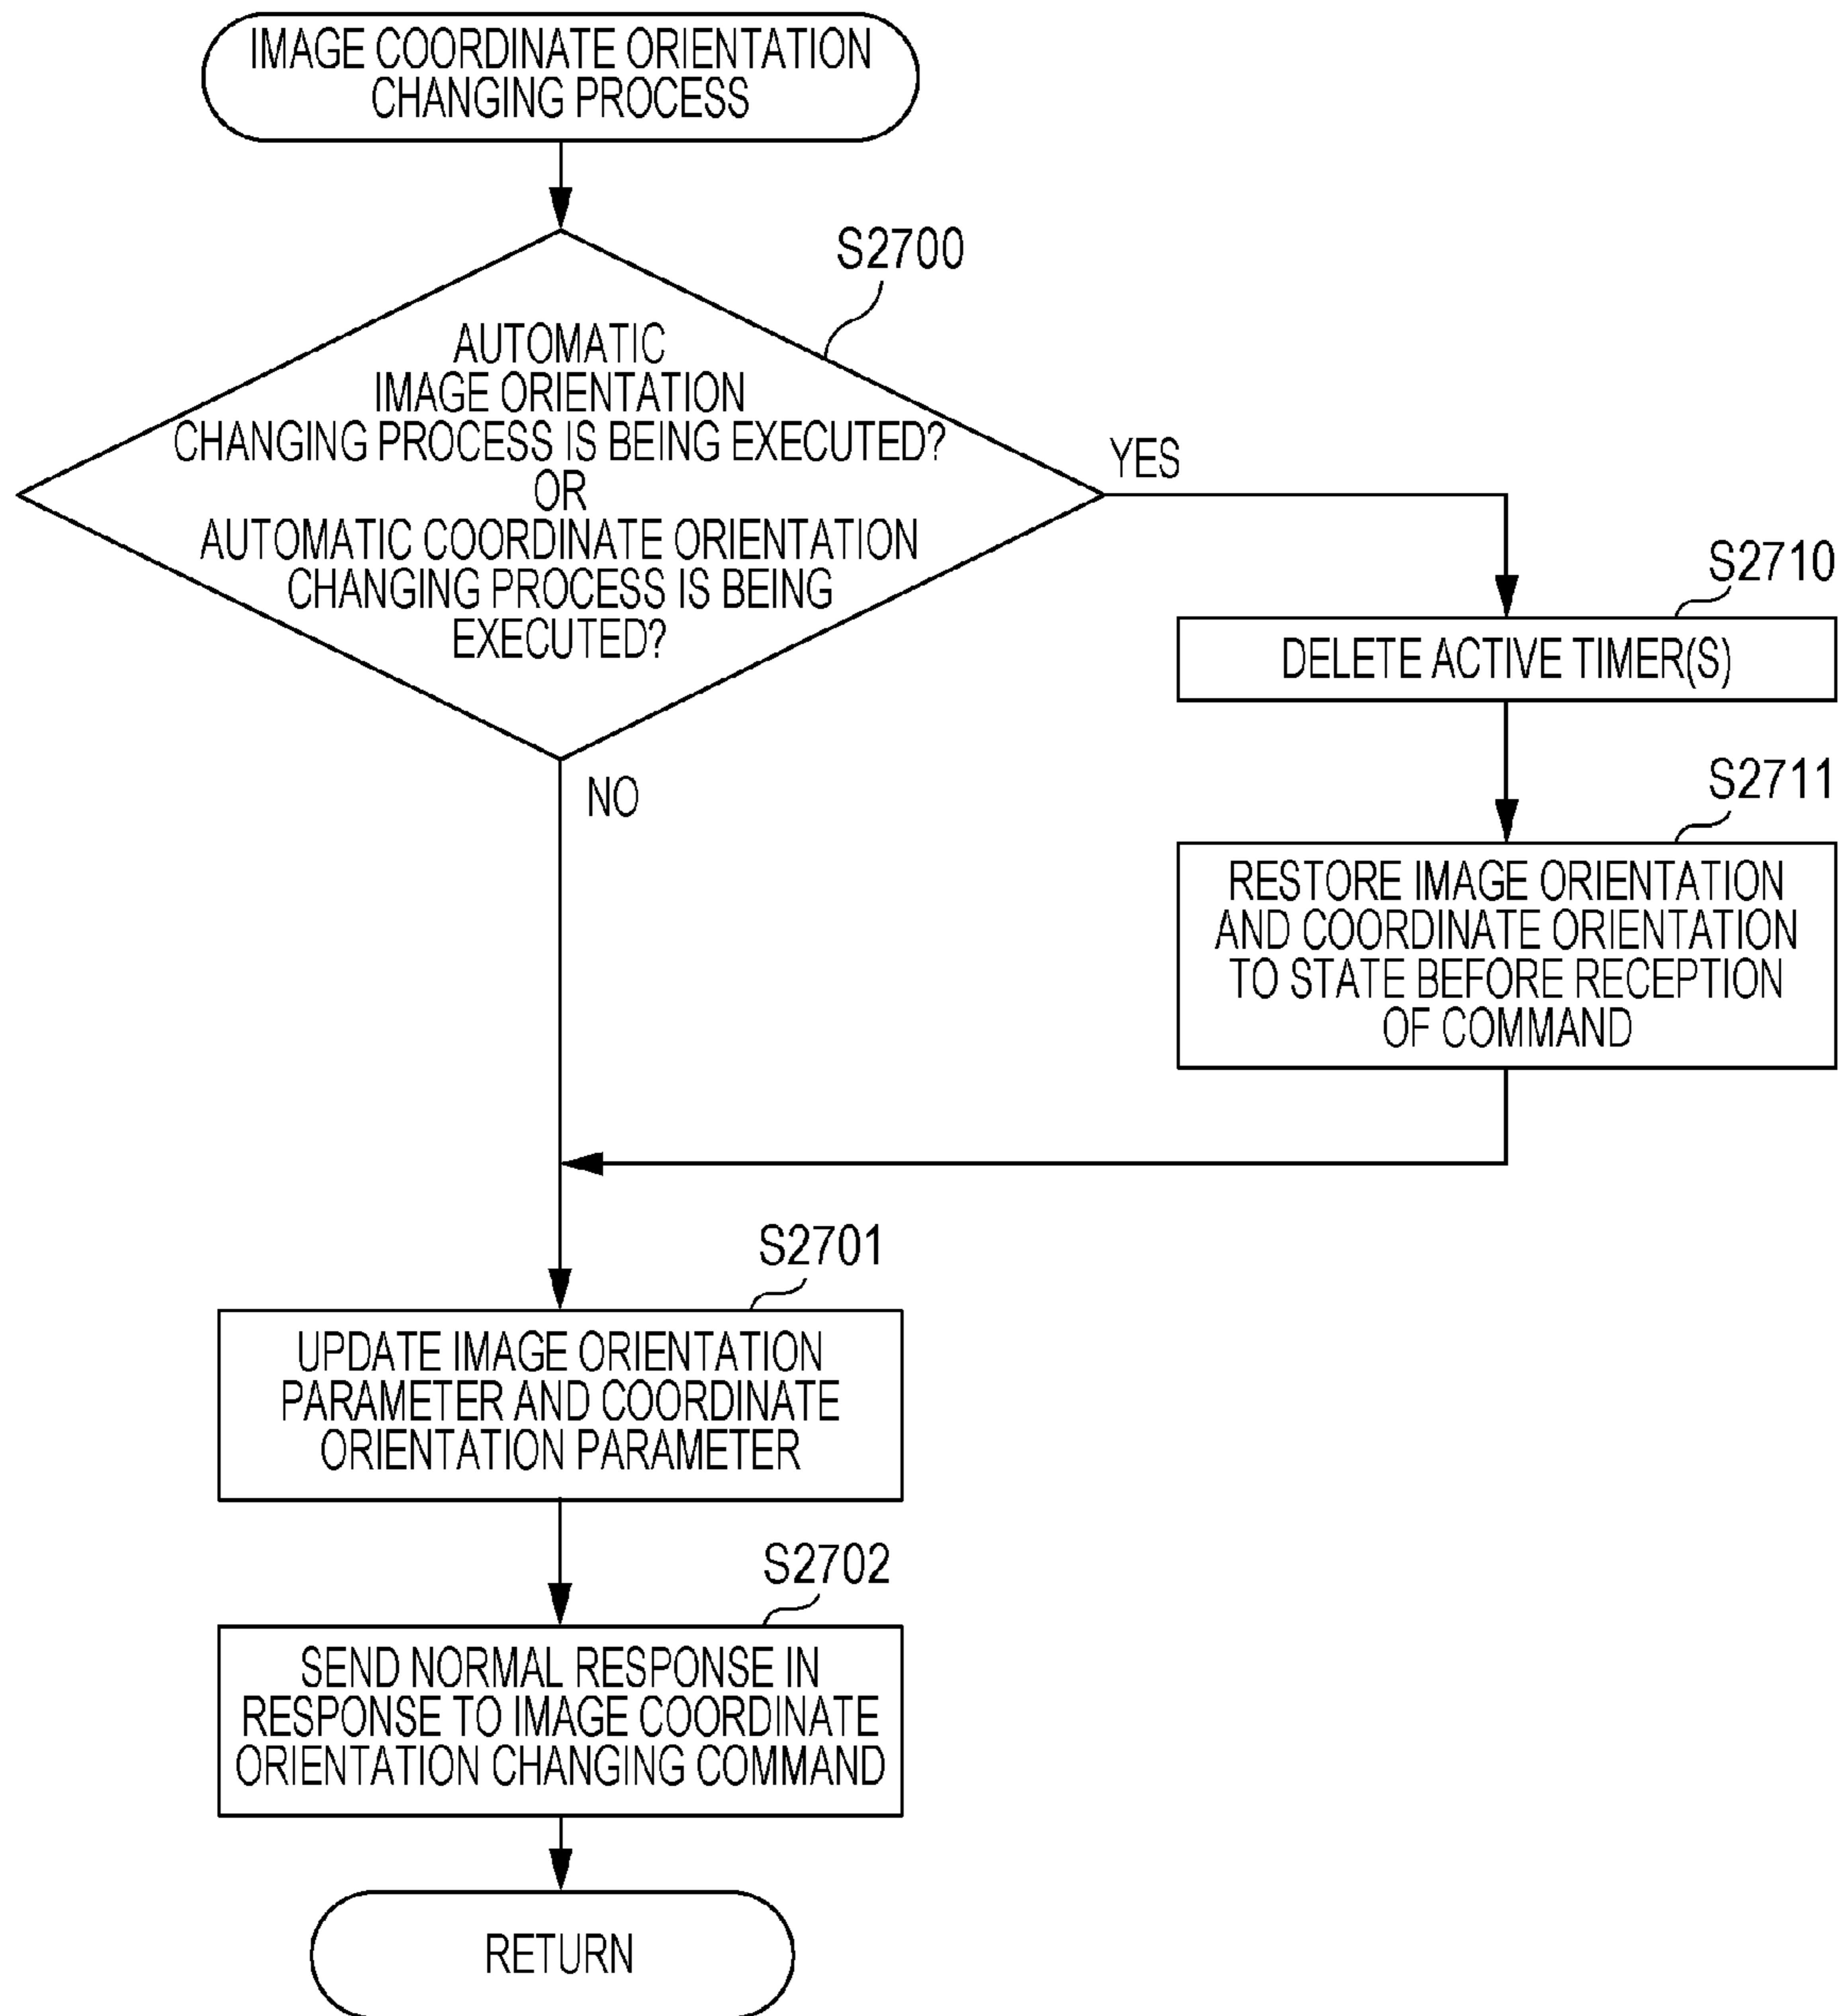 IMAGE COORDINATE ORIENTATION
CHANGING PROCESS
S2700
AUTOMATIC
IMAGE ORIENTATION
CHANGING PROCESS IS BEING EXECUTED?
OR
AUTOMATIC COORDINATE ORIENTATION
CHANGING PROCESS IS BEING
EXECUTED?
YES
NO
S2710
DELETE ACTIVE TIMER(S)
S2711
RESTORE IMAGE ORIENTATION
AND COORDINATE ORIENTATION
TO STATE BEFORE RECEPTION
OF COMMAND
S2701
UPDATE IMAGE ORIENTATION
PARAMETER AND COORDINATE
ORIENTATION PARAMETER
S2702
SEND NORMAL RESPONSE IN
RESPONSE TO IMAGE COORDINATE
ORIENTATION CHANGING COMMAND
RETURN